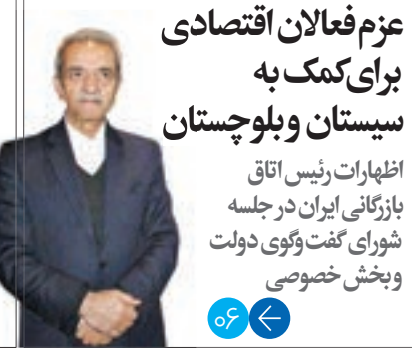 عزم فعالان اقتصادی
برای کمک به
سیستان و بلوچستان
اظهارات رئیس اتاق
بازرگانی ایران در جلسه
شورای گفت‌وگوی دولت
و بخش خصوصی
۰۶